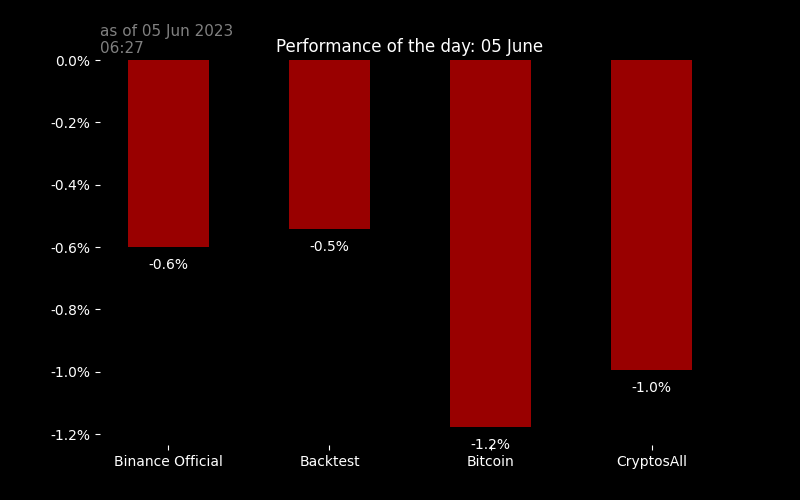 as of 05 Jun 2023
06:27
Performance of the day: 05 June
0.0%
-0.2%
-0.4%
-0.6%
-0.8%
-1.0%
-1.2%
-0.6%
-0.5%
-1.2%
-1.0%
Binance Official
Backtest
Bitcoin
CryptosAll